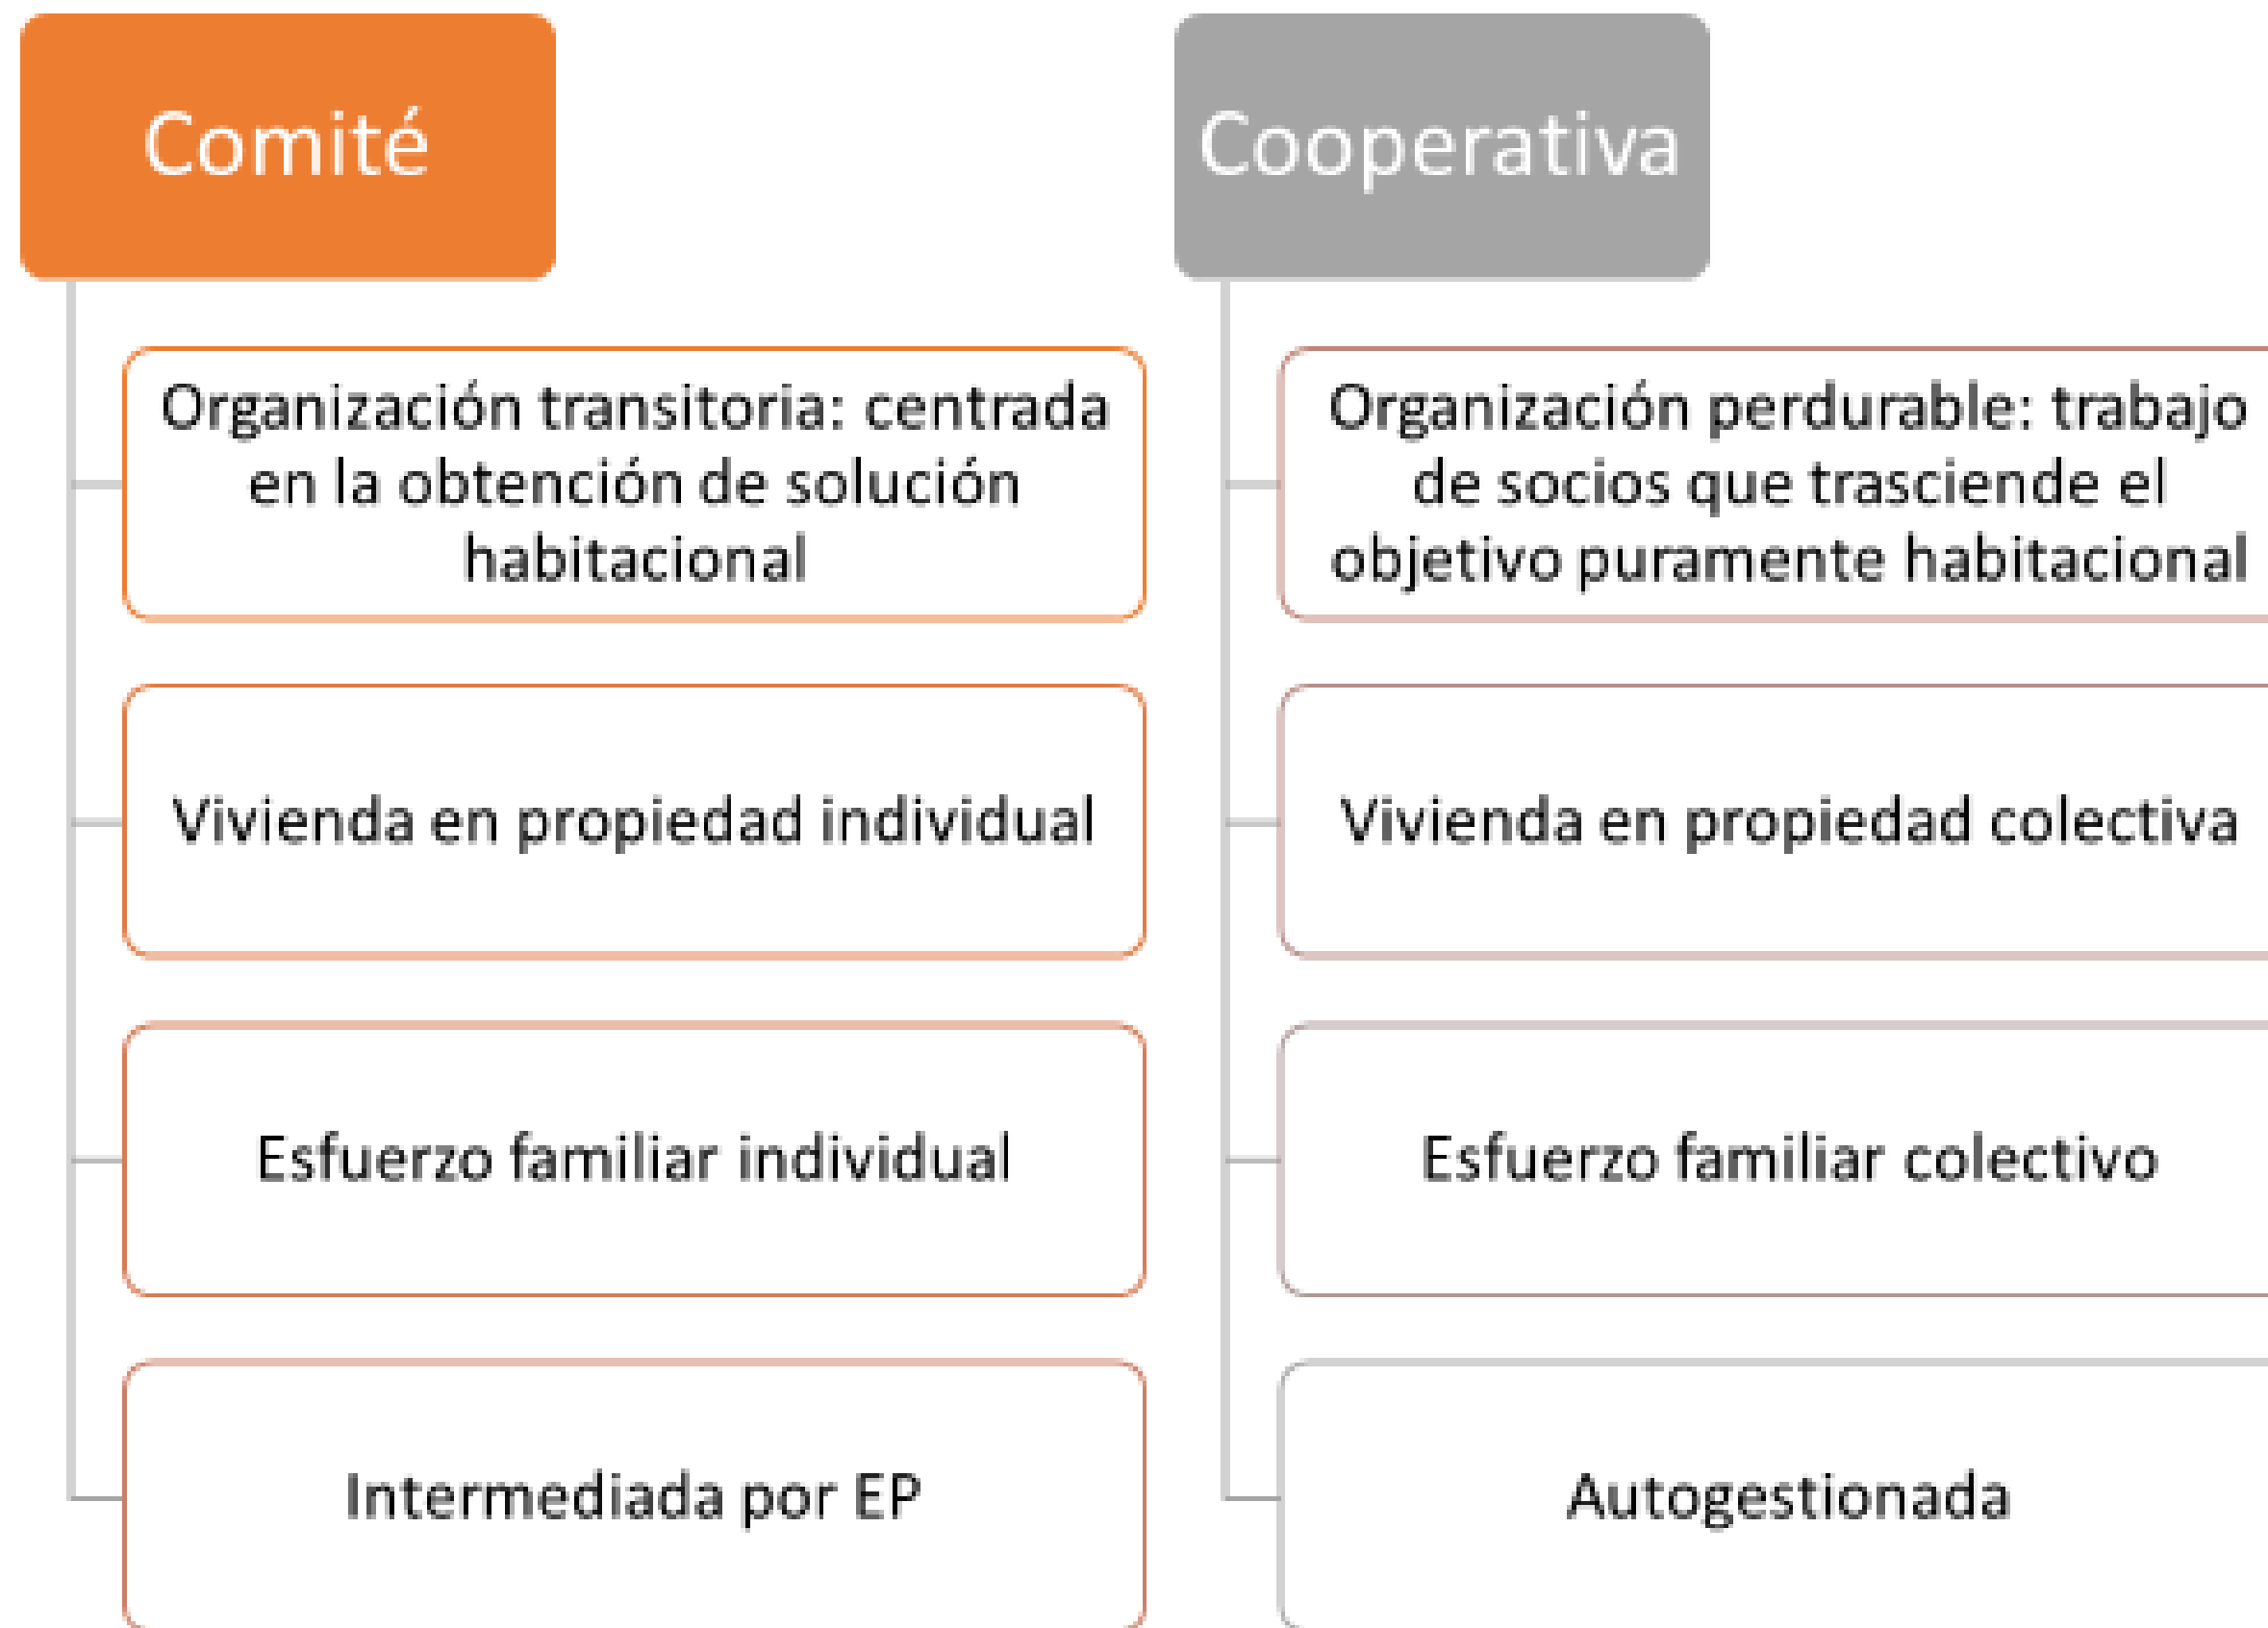 Comité
Organización transitoria: centrada
en la obtención de solución
habitacional
Vivienda en propiedad individual
Esfuerzo familiar individual
Intermediada por EP
Cooperativa
Organización perdurable: trabajo
de socios que trasciende el
objetivo puramente habitacional
Vivienda en propiedad colectiva
Esfuerzo familiar colectivo
Autogestionada